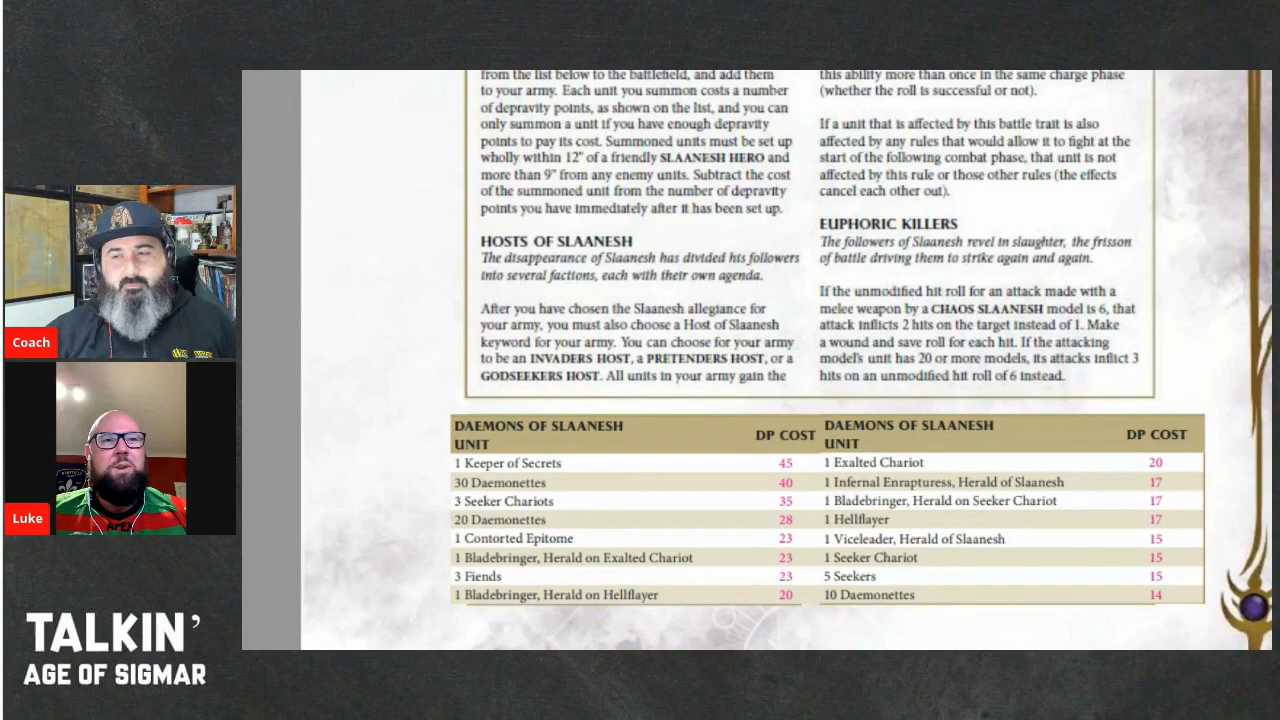 from the list below to the battlefield, and add them
to your army. Each unit you summon costs a number
of depravity points, as shown on the list, and you can
only summon a unit if you have enough depravity
points to pay its cost. Summoned units must be set up
wholly within 12" of a friendly SLAANESH HERO and
more than 9" from any enemy units. Subtract the cost
of the summoned unit from the number of depravity
points you have immediately after it has been set up.
HOSTS OF SLAANESH
The disappearance of Slaanesh has divided his followers
into several factions, each with their own agenda.
After you have chosen the Slaanesh allegiance for
your army, you must also choose a Host of Slaanesh
keyword for your army. You can choose for your army
to be an INVADERS HOST, a PRETENDERS HOST, or a
GODSEEKERS HOST. All units in your army gain the
this ability more than once in the same charge phase
(whether the roll is successful or not).
If a unit that is affected by this battle trait is also
affected by any rules that would allow it to fight at the
start of the following combat phase, that unit is not
affected by this rule or those other rules (the effects
cancel each other out).
EUPHORIC KILLERS
The followers of Slaanesh revel in slaughter, the frisson
of battle driving them to strike again and again.
If the unmodified hit roll for an attack made with a
melee weapon by a CHAOS SLAANESH model is 6, that
attack inflicts 2 hits on the target instead of 1. Make
a wound and save roll for each hit. If the attacking
model's unit has 20 or more models, its attacks inflict 3
hits on an unmodified hit roll of 6 instead.
DAEMONS OF SLAANESH
UNIT DP COST
1 Keeper of Secrets 45
30 Daemonettes 40
3 Seeker Chariots 35
20 Daemonettes 28
1 Contorted Epitome 23
1 Bladebringer, Herald on Exalted Chariot 23
3 Fiends 23
1 Bladebringer, Herald on Hellflayer 20
DAEMONS OF SLAANESH
UNIT DP COST
1 Exalted Chariot 20
1 Infernal Enrapturess, Herald of Slaanesh 17
1 Bladebringer, Herald on Seeker Chariot 17
1 Hellflayer 17
1 Viceleader, Herald of Slaanesh 15
1 Seeker Chariot 15
5 Seekers 15
10 Daemonettes 14
Coach
APEX
Luke
TALKIN'
AGE OF SIGMAR